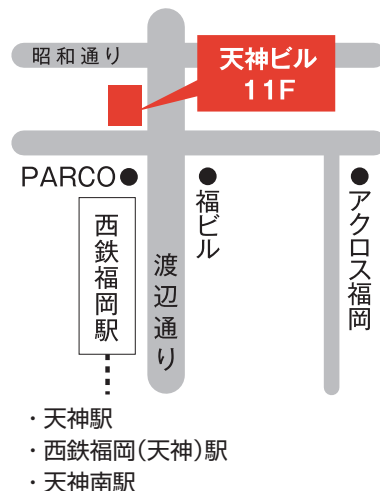 昭和通り
天神ビル
11F
PARCO
福ビル
アクロス福岡
西鉄福岡駅
渡辺通り
・天神駅
・西鉄福岡(天神)駅
・天神南駅